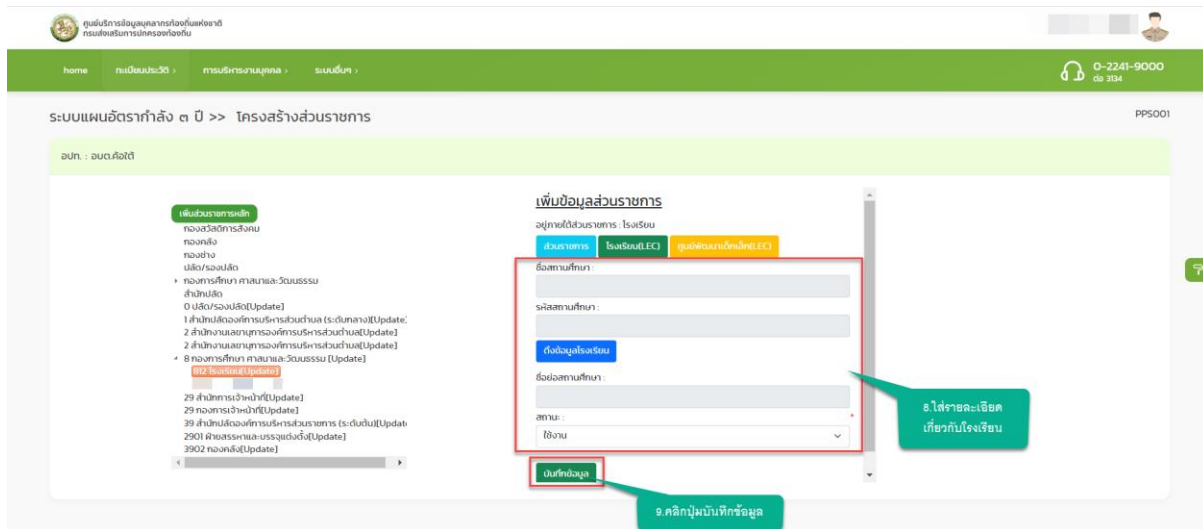 ศูนย์บริการข้อมูลบุคลากรท้องถิ่นแห่งชาติ
กรมส่งเสริมการปกครองท้องถิ่น
home ทะเบียนประวัติ › การบริหารงานบุคคล › ระบบอื่นๆ ›
0-2241-9000
ต่อ 3134
ระบบแผนอัตรากำลัง ๓ ปี >> โครงสร้างส่วนราชการ
PPS001
อปท. : อบต.ค้อใต้
เพิ่มส่วนราชการหลัก
กองสวัสดิการสังคม
กองคลัง
กองช่าง
ปลัด/รองปลัด
กองการศึกษา ศาสนาและวัฒนธรรม
สำนักปลัด
0 ปลัด/รองปลัด[Update]
1 สำนักปลัดองค์การบริหารส่วนตำบล (ระดับกลาง)[Update]
2 สำนักงานเลขานุการองค์การบริหารส่วนตำบล[Update]
2 สำนักงานเลขานุการองค์การบริหารส่วนตำบล[Update]
8 กองการศึกษา ศาสนาและวัฒนธรรม [Update]
812 โรงเรียน[Update]
29 สำนักการเจ้าหน้าที่[Update]
29 กองการเจ้าหน้าที่[Update]
39 สำนักปลัดองค์การบริหารส่วนราชการ (ระดับต้น)[Updat
2901 ฝ่ายสรรหาและบรรจุแต่งตั้ง[Update]
3902 กองคลัง[Update]
เพิ่มข้อมูลส่วนราชการ
อยู่ภายใต้ส่วนราชการ : โรงเรียน
ส่วนราชการ โรงเรียน(LEC) ศูนย์พัฒนาเด็กเล็ก(LEC)
ชื่อสถานศึกษา :
รหัสสถานศึกษา :
ดึงข้อมูลโรงเรียน
ชื่อย่อสถานศึกษา :
สถานะ : *
ใช้งาน
บันทึกข้อมูล
8.ใส่รายละเอียด
เกี่ยวกับโรงเรียน
9.คลิกปุ่มบันทึกข้อมูล